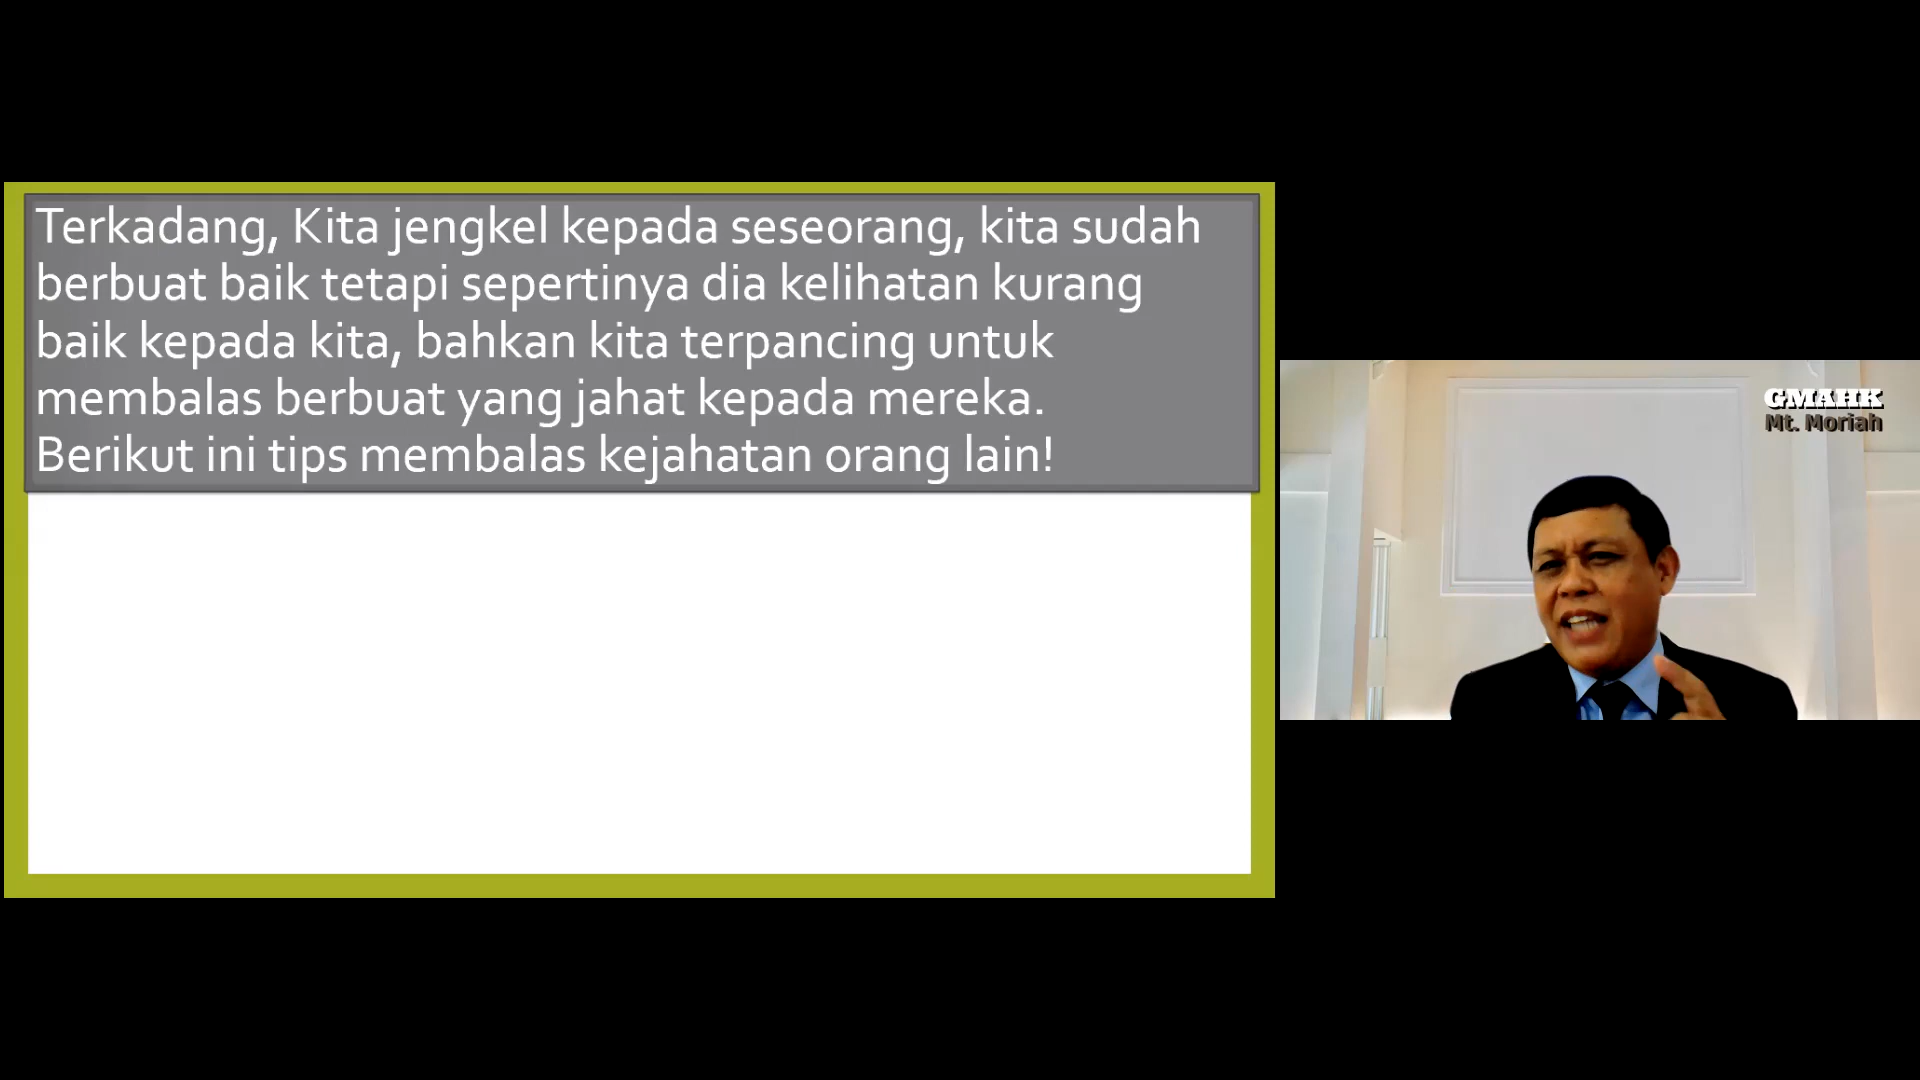 Terkadang, Kita jengkel kepada seseorang, kita sudah
berbuat baik tetapi sepertinya dia kelihatan kurang
baik kepada kita, bahkan kita terpancing untuk
membalas berbuat yang jahat kepada mereka.
Berikut ini tips membalas kejahatan orang lain!
GMAHK
Mt. Moriah